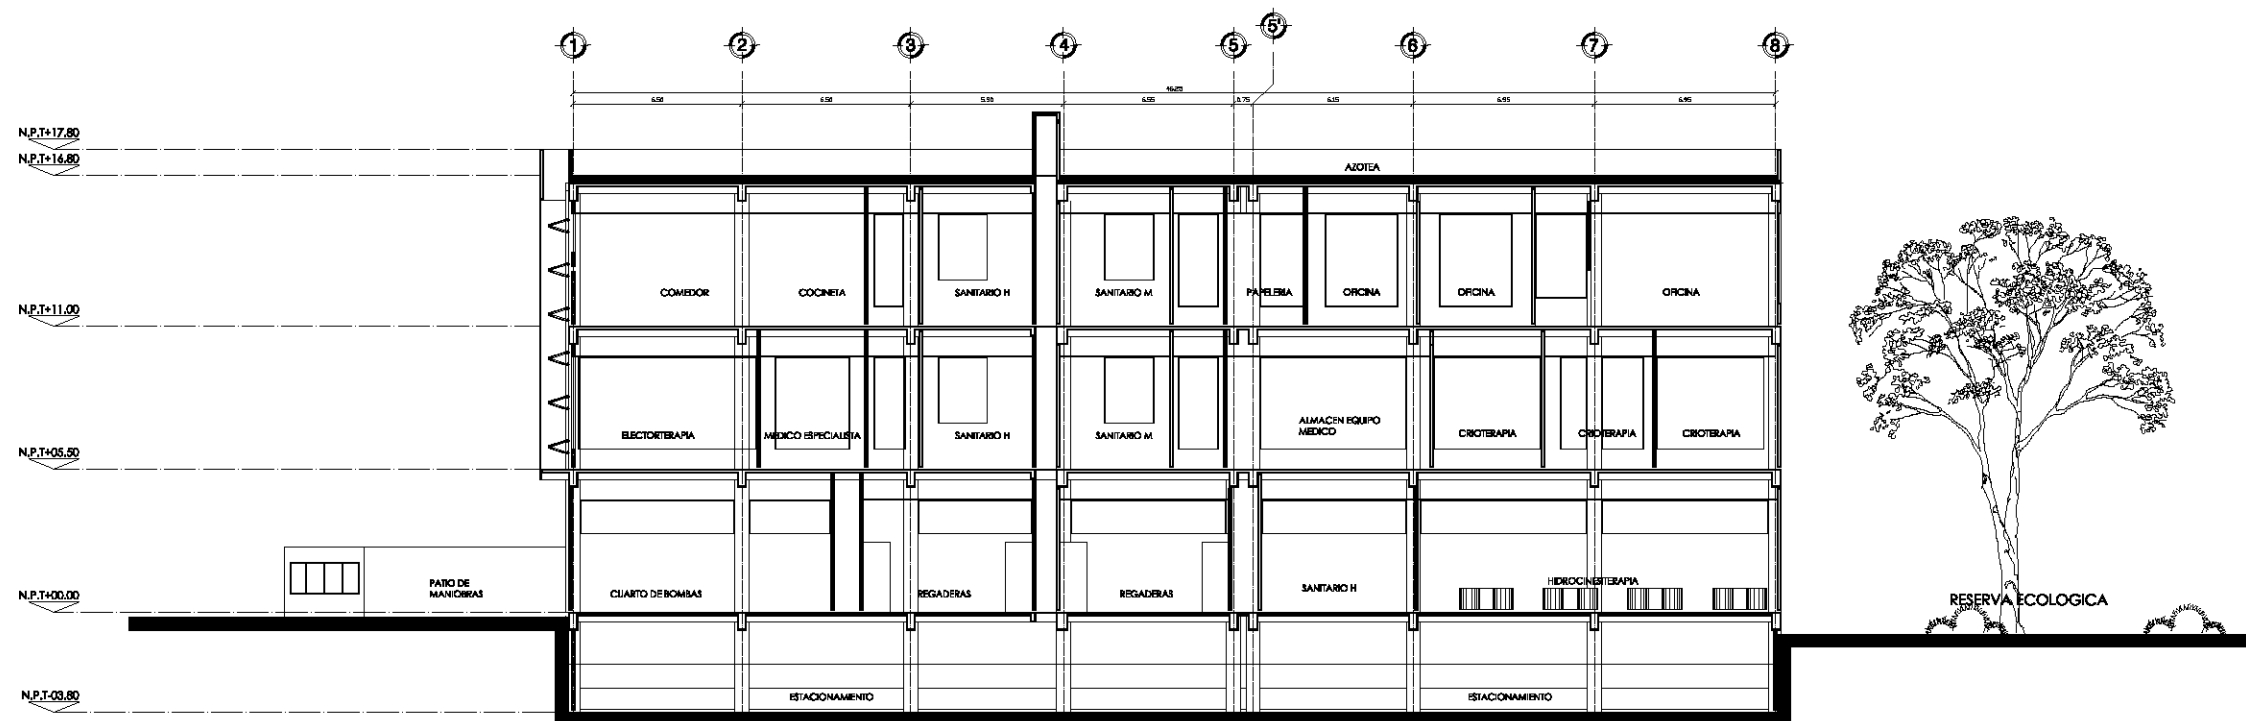 5'
1 2 3 4 5 6 7 8
46.25
6.50 6.50 5.90 6.55 0.75 6.15 6.95 6.95
N.P.T+17.80
N.P.T+16.80
AZOTEA
COMEDOR COCINETA SANITARIO H SANITARIO M PAPELERIA OFICINA OFICINA OFICINA
N.P.T+11.00
ALMACEN EQUIPO
MEDICO
ELECTORTERAPIA MEDICO ESPECIALISTA SANITARIO H SANITARIO M CRIOTERAPIA CRIOTERAPIA CRIOTERAPIA
N.P.T+05.50
PATIO DE
MANIOBRAS
CUARTO DE BOMBAS REGADERAS REGADERAS SANITARIO H HIDROCINESITERAPIA
N.P.T+00.00
RESERVA ECOLOGICA
N.P.T-03.80
ESTACIONAMIENTO ESTACIONAMIENTO